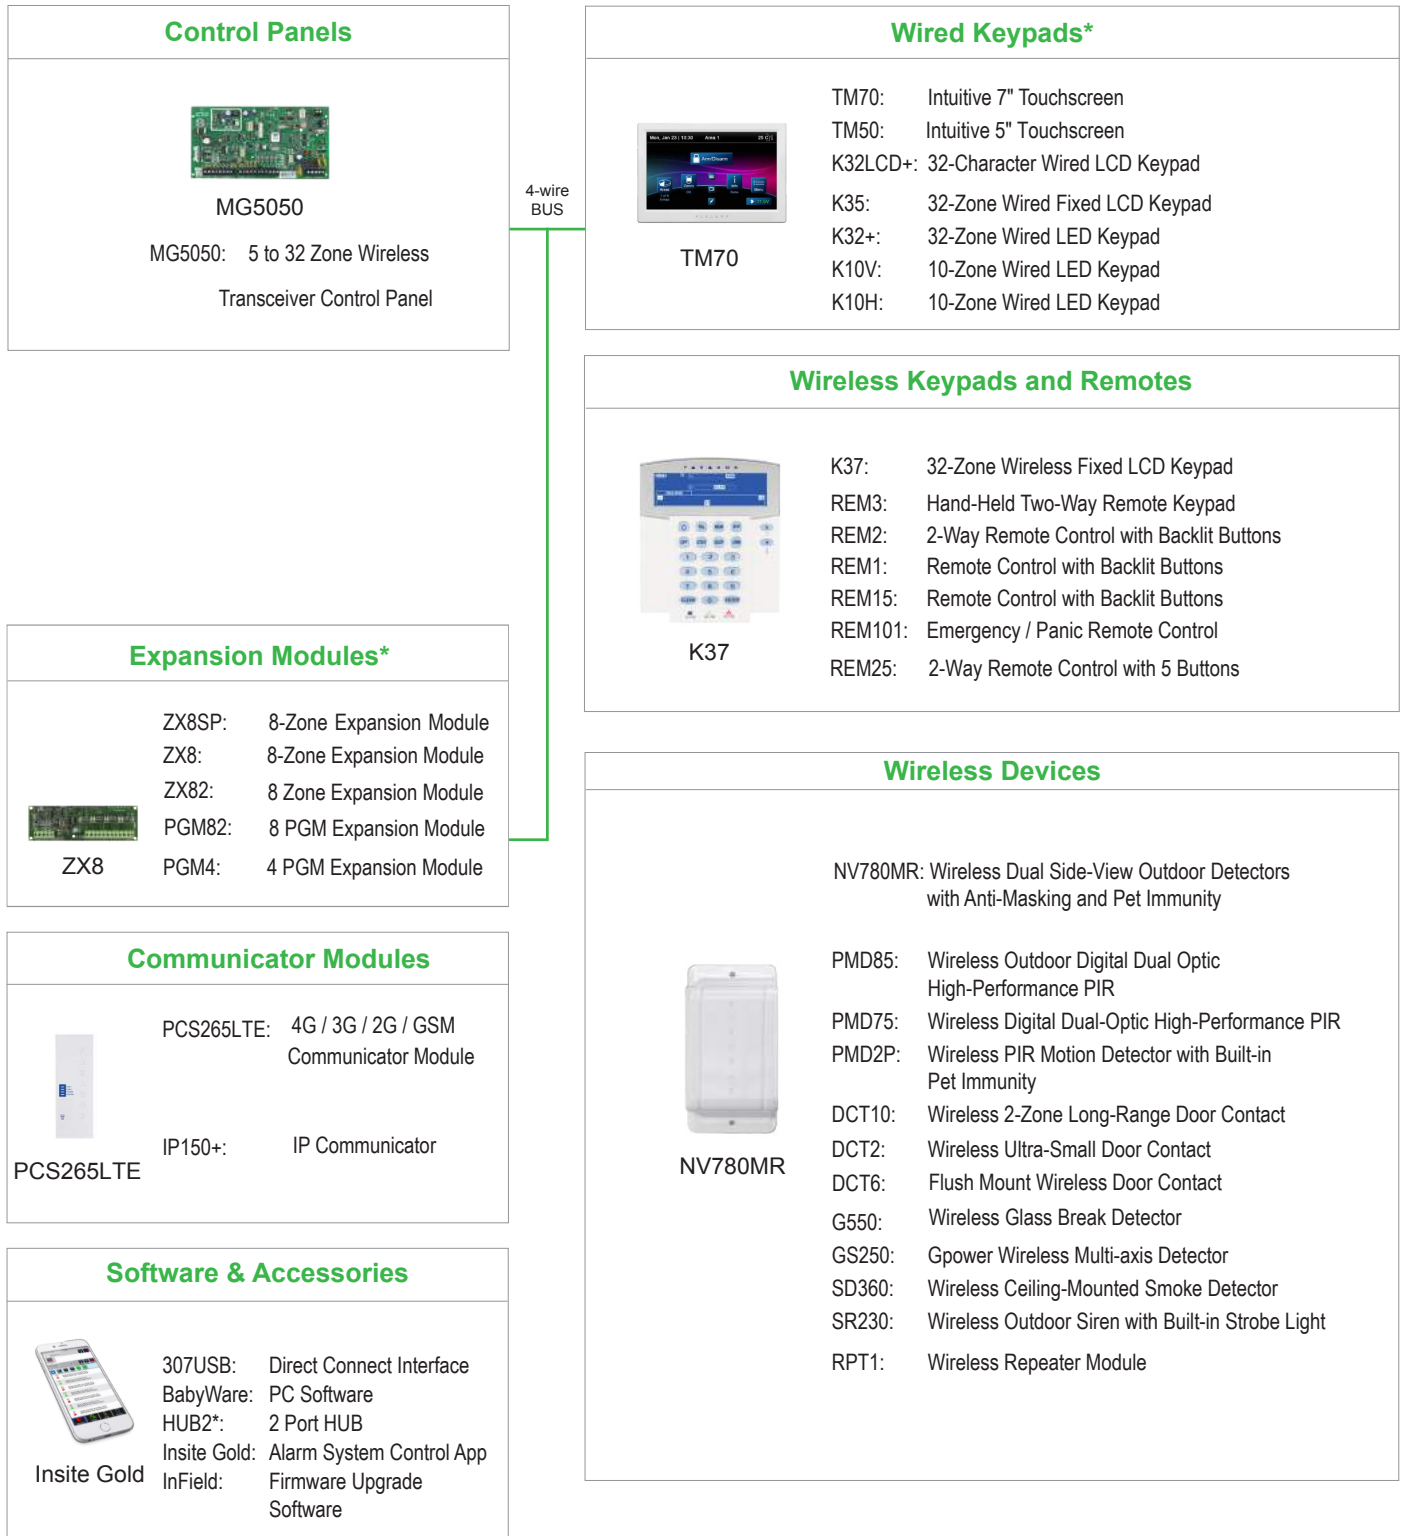 Control Panels
MG5050
MG5050: 5 to 32 Zone Wireless
Transceiver Control Panel
4-wire
BUS
Wired Keypads*
Mon, Jan 23 | 10:30 Area 1
Arm/Disarm
TM70
TM70: Intuitive 7" Touchscreen
TM50: Intuitive 5" Touchscreen
K32LCD+: 32-Character Wired LCD Keypad
K35: 32-Zone Wired Fixed LCD Keypad
K32+: 32-Zone Wired LED Keypad
K10V: 10-Zone Wired LED Keypad
K10H: 10-Zone Wired LED Keypad
Wireless Keypads and Remotes
K37
K37: 32-Zone Wireless Fixed LCD Keypad
REM3: Hand-Held Two-Way Remote Keypad
REM2: 2-Way Remote Control with Backlit Buttons
REM1: Remote Control with Backlit Buttons
REM15: Remote Control with Backlit Buttons
REM101: Emergency / Panic Remote Control
REM25: 2-Way Remote Control with 5 Buttons
Expansion Modules*
ZX8
ZX8SP: 8-Zone Expansion Module
ZX8: 8-Zone Expansion Module
ZX82: 8 Zone Expansion Module
PGM82: 8 PGM Expansion Module
PGM4: 4 PGM Expansion Module
Wireless Devices
NV780MR
NV780MR: Wireless Dual Side-View Outdoor Detectors
with Anti-Masking and Pet Immunity
PMD85: Wireless Outdoor Digital Dual Optic
High-Performance PIR
PMD75: Wireless Digital Dual-Optic High-Performance PIR
PMD2P: Wireless PIR Motion Detector with Built-in
Pet Immunity
DCT10: Wireless 2-Zone Long-Range Door Contact
DCT2: Wireless Ultra-Small Door Contact
DCT6: Flush Mount Wireless Door Contact
G550: Wireless Glass Break Detector
GS250: Gpower Wireless Multi-axis Detector
SD360: Wireless Ceiling-Mounted Smoke Detector
SR230: Wireless Outdoor Siren with Built-in Strobe Light
RPT1: Wireless Repeater Module
Communicator Modules
PCS265LTE
PCS265LTE: 4G / 3G / 2G / GSM
Communicator Module
IP150+: IP Communicator
Software & Accessories
Insite Gold
307USB: Direct Connect Interface
BabyWare: PC Software
HUB2*: 2 Port HUB
Insite Gold: Alarm System Control App
InField: Firmware Upgrade
Software